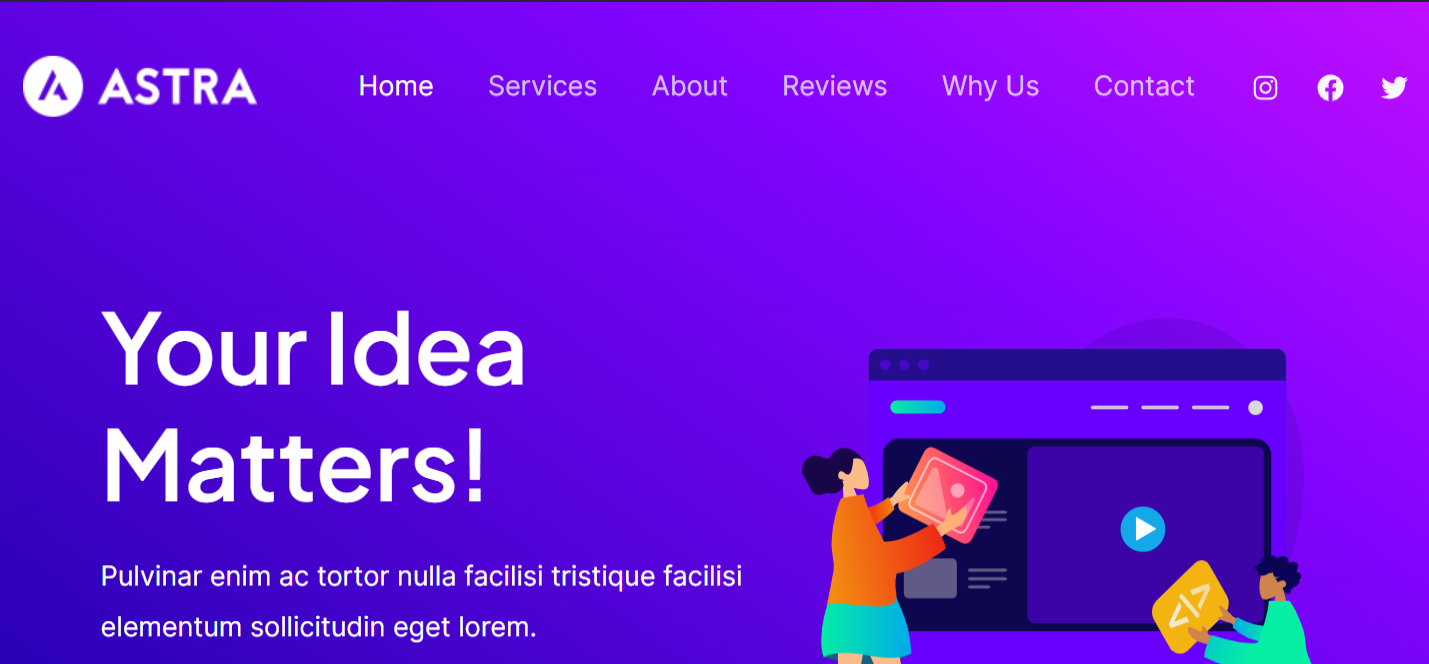 ASTRA
Home Services About Reviews Why Us Contact
Your Idea
Matters!
Pulvinar enim ac tortor nulla facilisi tristique facilisi
elementum sollicitudin eget lorem.